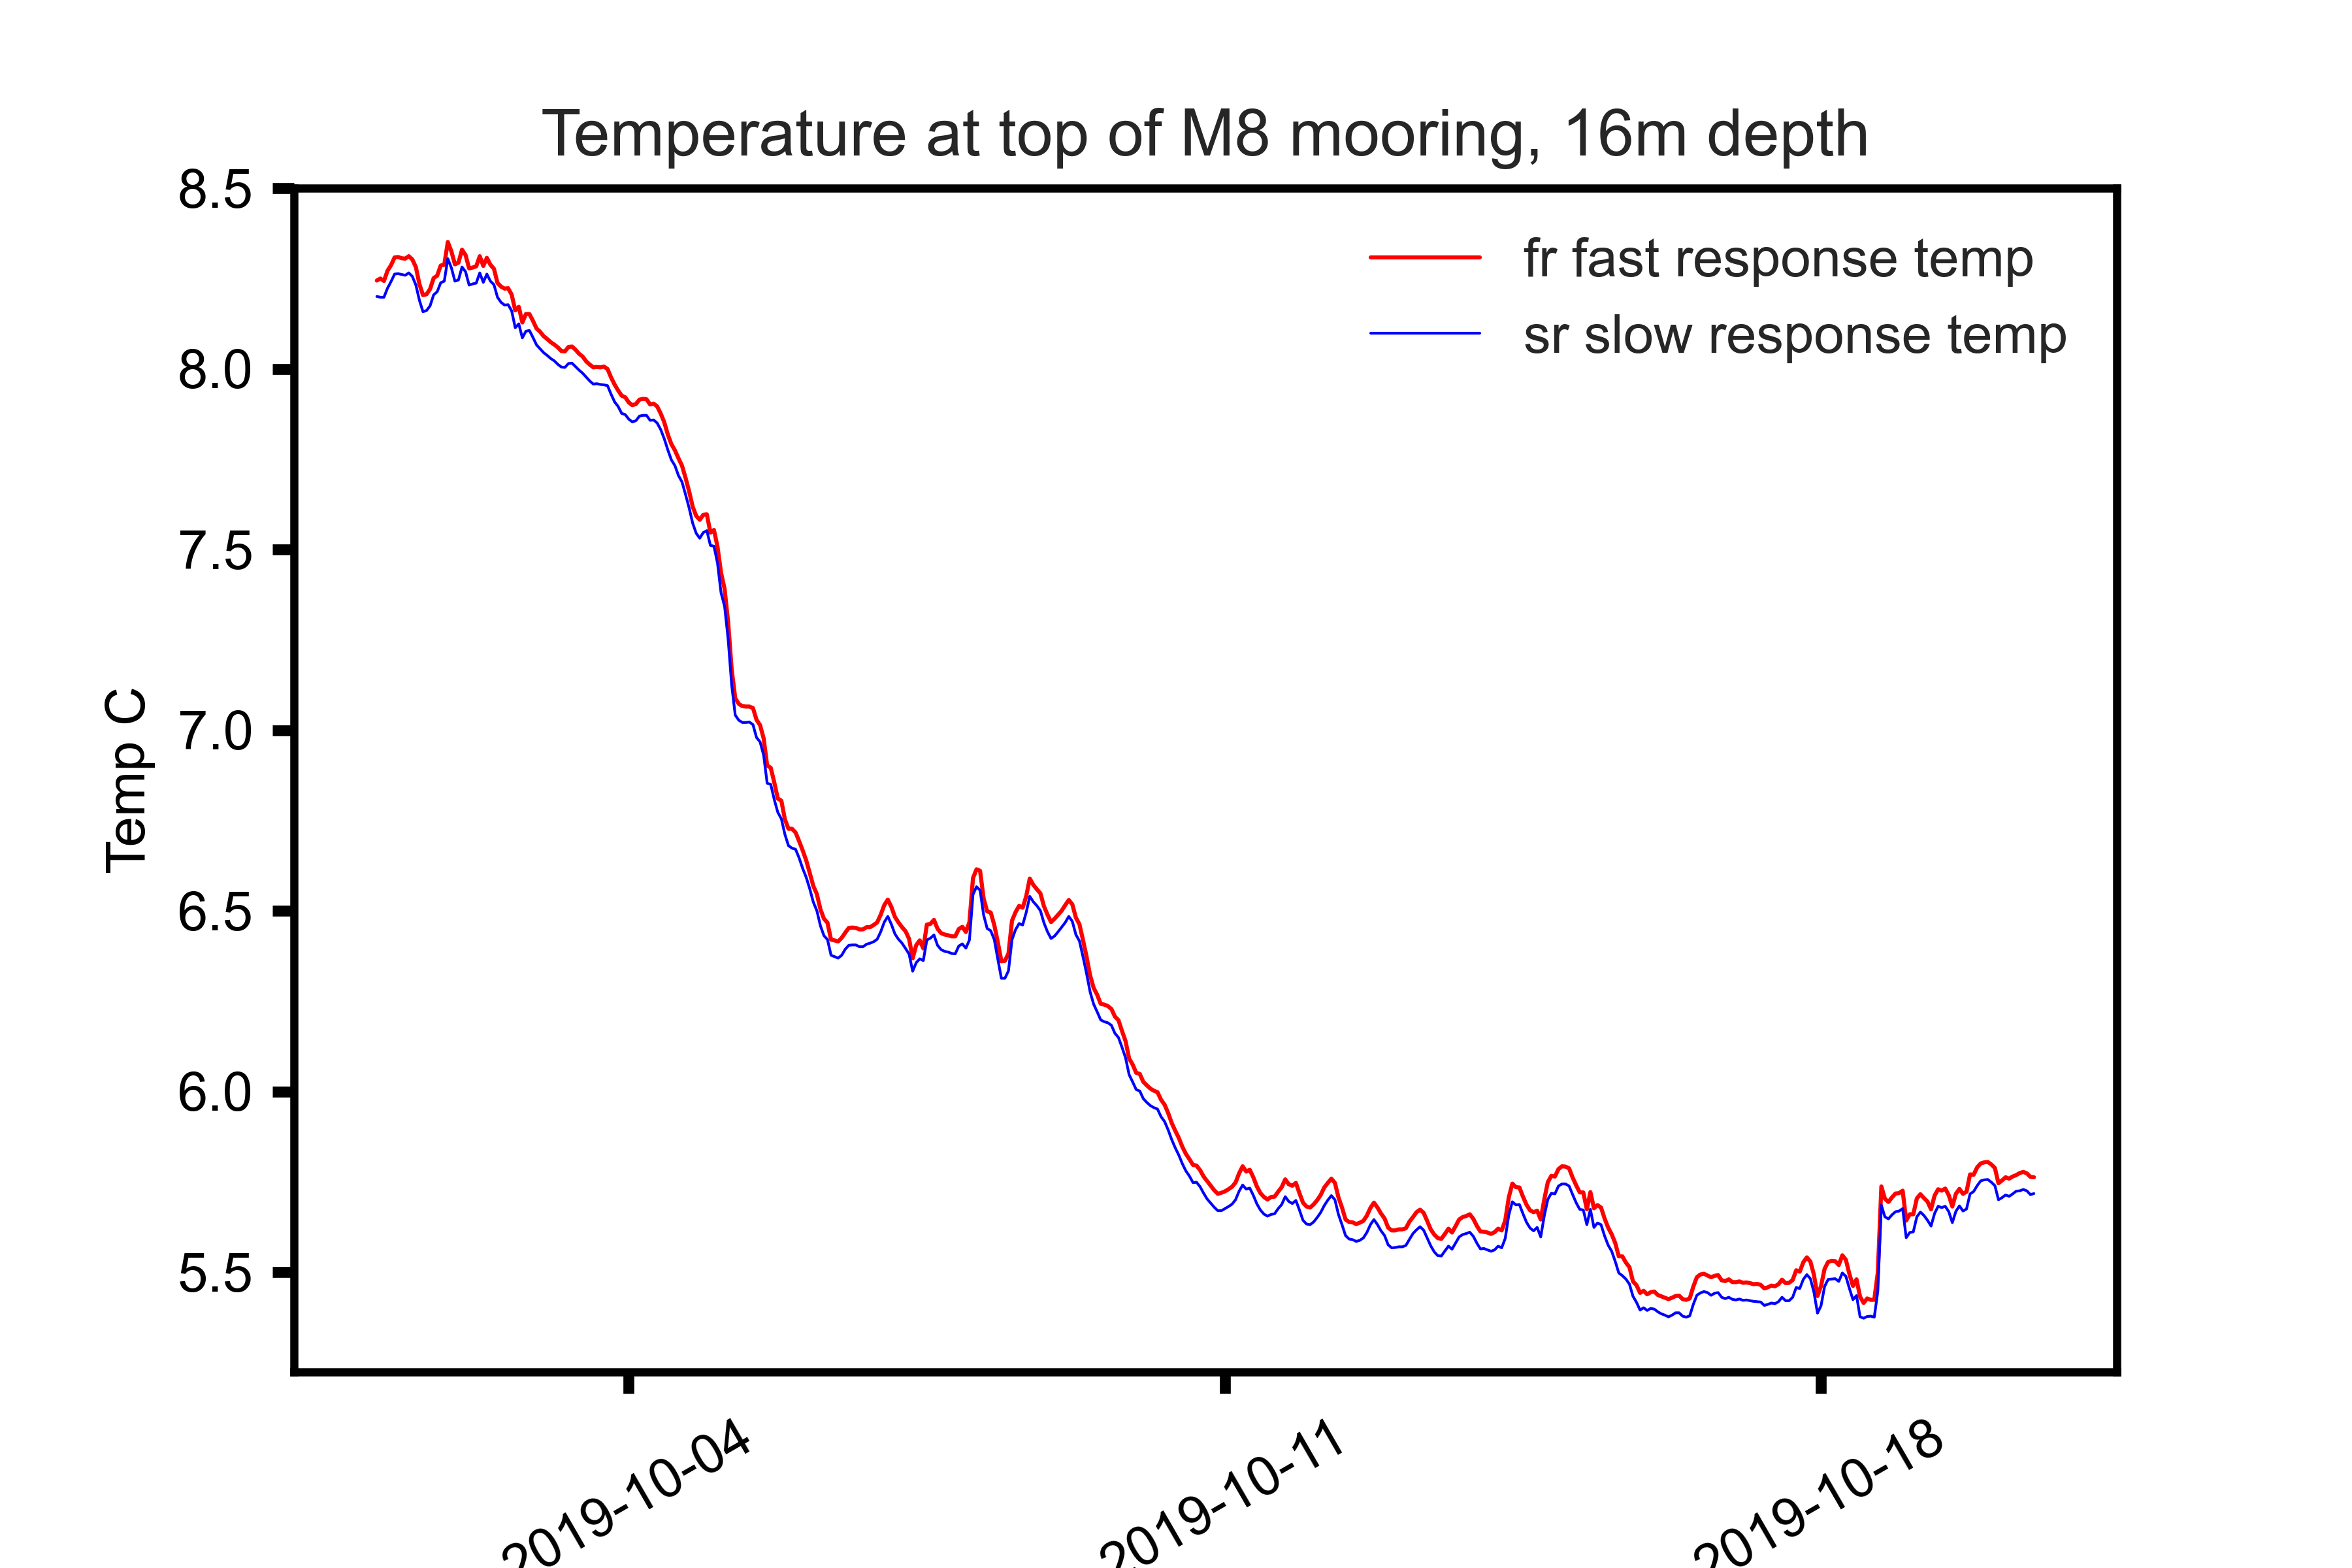 Temperature at top of M8 mooring, 16m depth
fr fast response temp
sr slow response temp
Temp C
8.5
8.0
7.5
7.0
6.5
6.0
5.5
2019-10-04
2019-10-11
2019-10-18